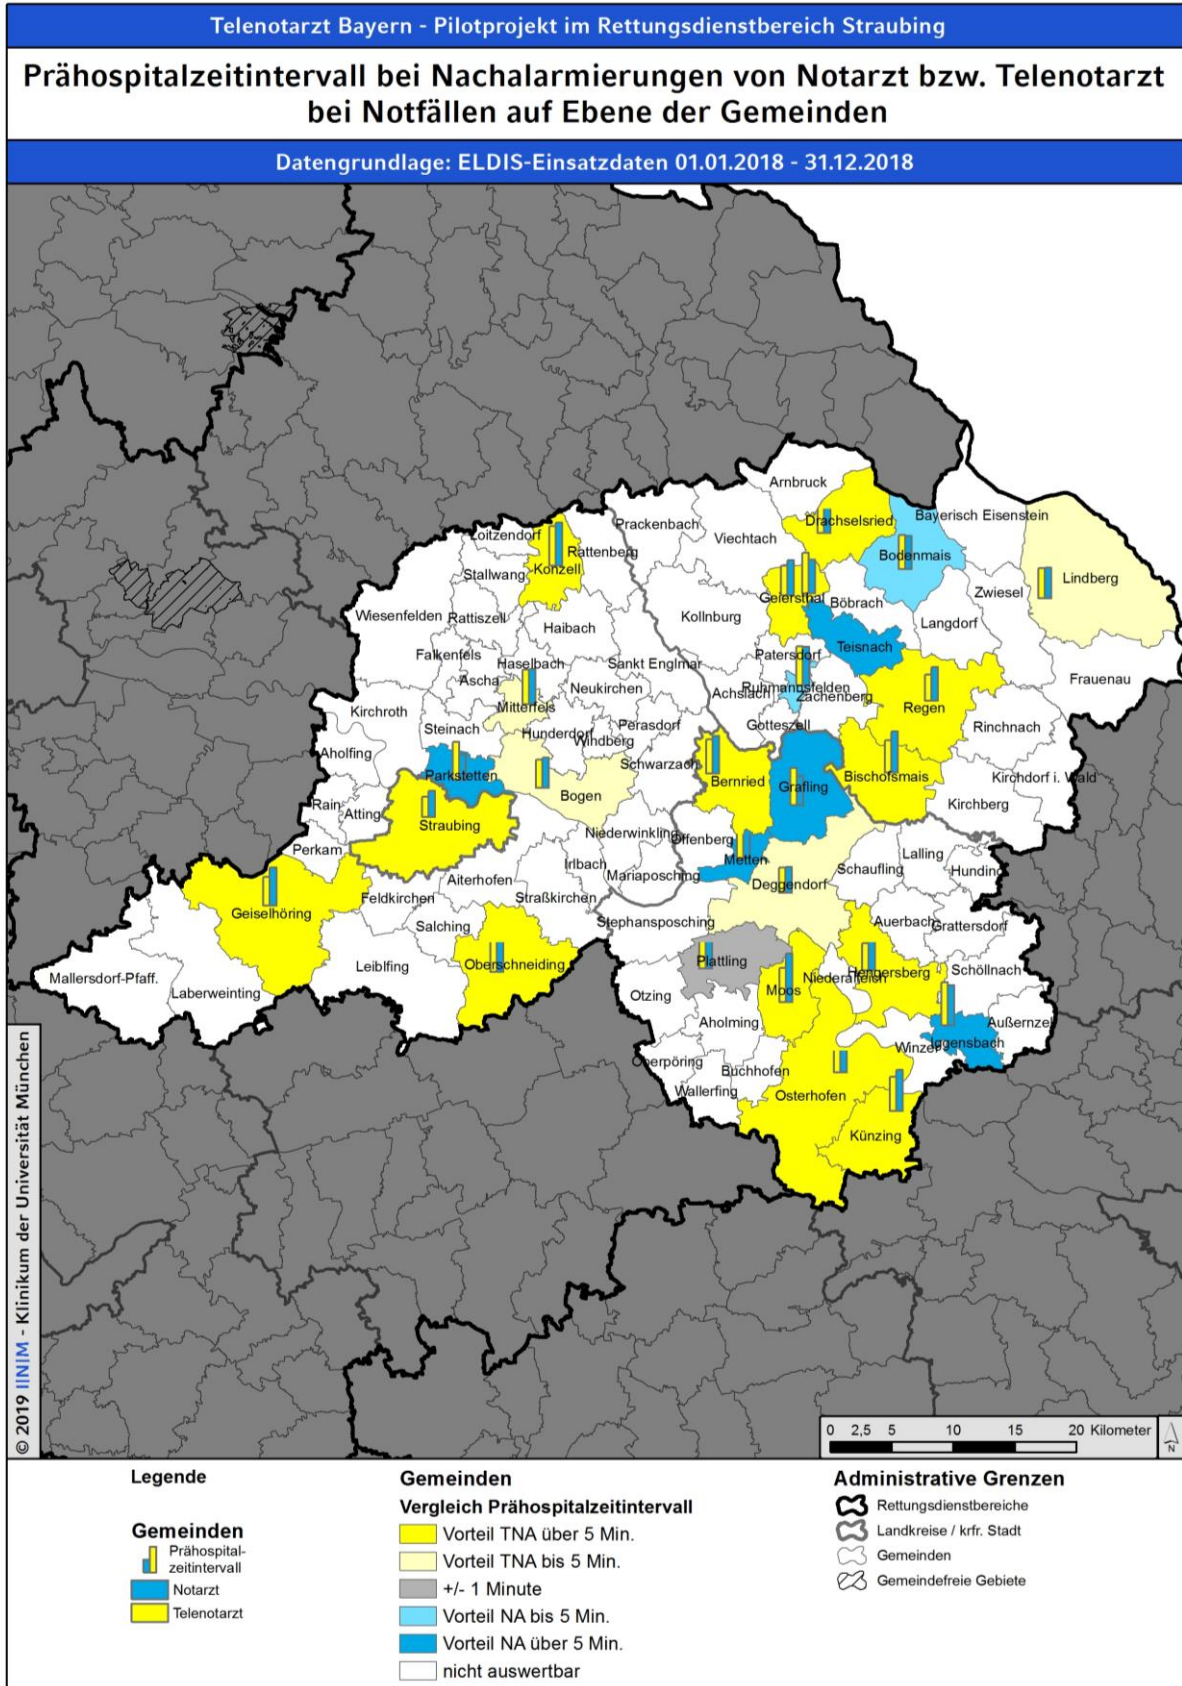 Telenotarzt Bayern - Pilotprojekt im Rettungsdienstbereich Straubing
Prähospitalzeitintervall bei Nachalarmierungen von Notarzt bzw. Telenotarzt
bei Notfällen auf Ebene der Gemeinden
Datengrundlage: ELDIS-Einsatzdaten 01.01.2018 - 31.12.2018
Arnbruck
Drachselsried
Bayerisch Eisenstein
Prackenbach
Viechtach
Loitzendorf
Rattenberg
Konzell
Stallwang
Bodenmais
Lindberg
Zwiesel
Geiersthal
Böbrach
Langdorf
Wiesenfelden
Rattiszell
Haibach
Kollnburg
Teisnach
Falkenfels
Haselbach
Sankt Englmar
Patersdorf
Ascha
Neukirchen
Achslach
Ruhmannsfelden
Zachenberg
Frauenau
Mitterfels
Regen
Kirchroth
Steinach
Hunderdorf
Perasdorf
Gotteszell
Rinchnach
Windberg
Aholfing
Schwarzach
Parkstetten
Bernried
Grafling
Bischofsmais
Kirchdorf i. Wald
Bogen
Rain
Atting
Kirchberg
Straubing
Niederwinkling
Offenberg
Perkam
Irlbach
Metten
Lalling
Schaufling
Hunding
Aiterhofen
Mariaposching
Deggendorf
Feldkirchen
Straßkirchen
Geiselhöring
Salching
Stephansposching
Auerbach
Grattersdorf
Mallersdorf-Pfaff.
Leiblfing
Oberschneiding
Plattling
Hengersberg
Schöllnach
Laberweinting
Otzing
Moos
Niederalteich
Aholming
Außernzell
Iggensbach
Winzer
Oberpöring
Buchhofen
Wallerfing
Osterhofen
Künzing
© 2019 IINIM - Klinikum der Universität München
0 2,5 5 10 15 20 Kilometer
N
Legende
Gemeinden
Prähospital-
zeitintervall
Notarzt
Telenotarzt
Gemeinden
Vergleich Prähospitalzeitintervall
Vorteil TNA über 5 Min.
Vorteil TNA bis 5 Min.
+/- 1 Minute
Vorteil NA bis 5 Min.
Vorteil NA über 5 Min.
nicht auswertbar
Administrative Grenzen
Rettungsdienstbereiche
Landkreise / krfr. Stadt
Gemeinden
Gemeindefreie Gebiete